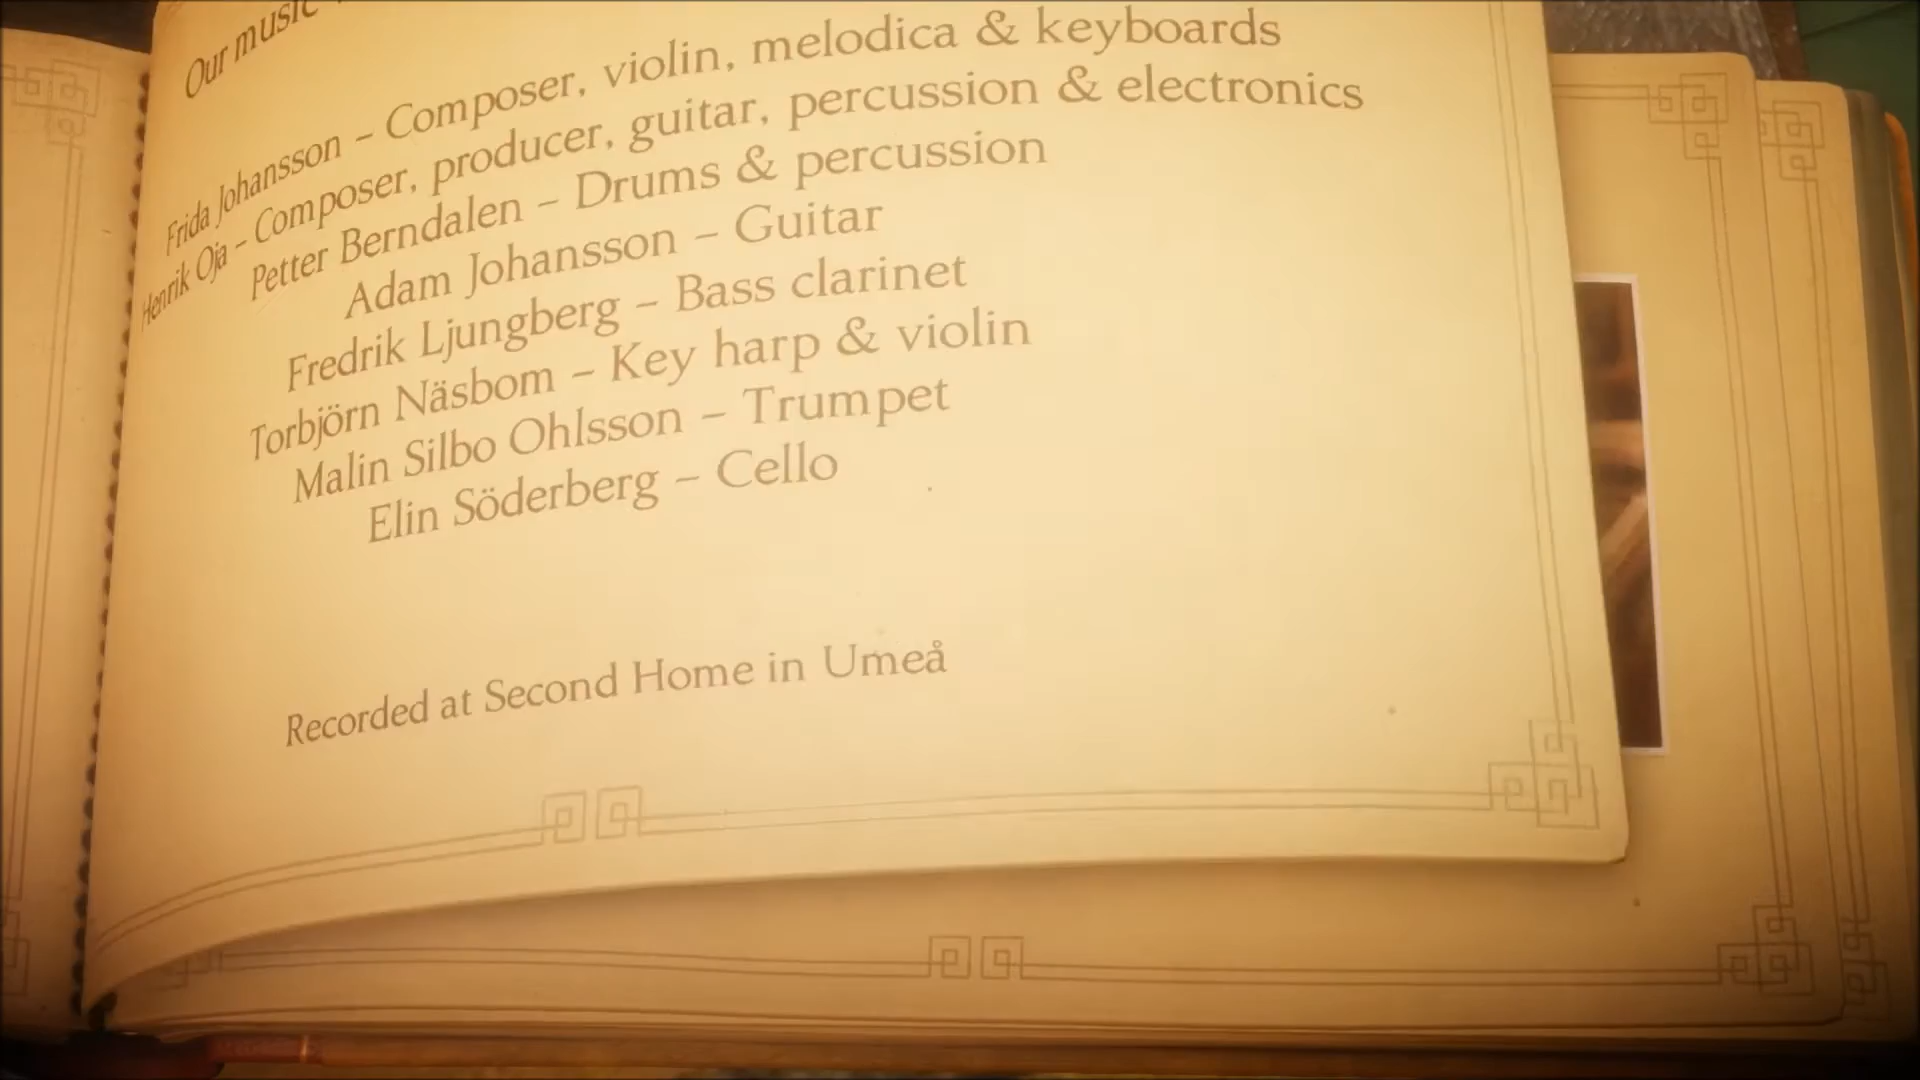 Our music
Frida Johansson – Composer, violin, melodica & keyboards
Henrik Oja – Composer, producer, guitar, percussion & electronics
Petter Berndalen – Drums & percussion
Adam Johansson – Guitar
Fredrik Ljungberg – Bass clarinet
Torbjörn Näsbom – Key harp & violin
Malin Silbo Ohlsson – Trumpet
Elin Söderberg – Cello
Recorded at Second Home in Umeå